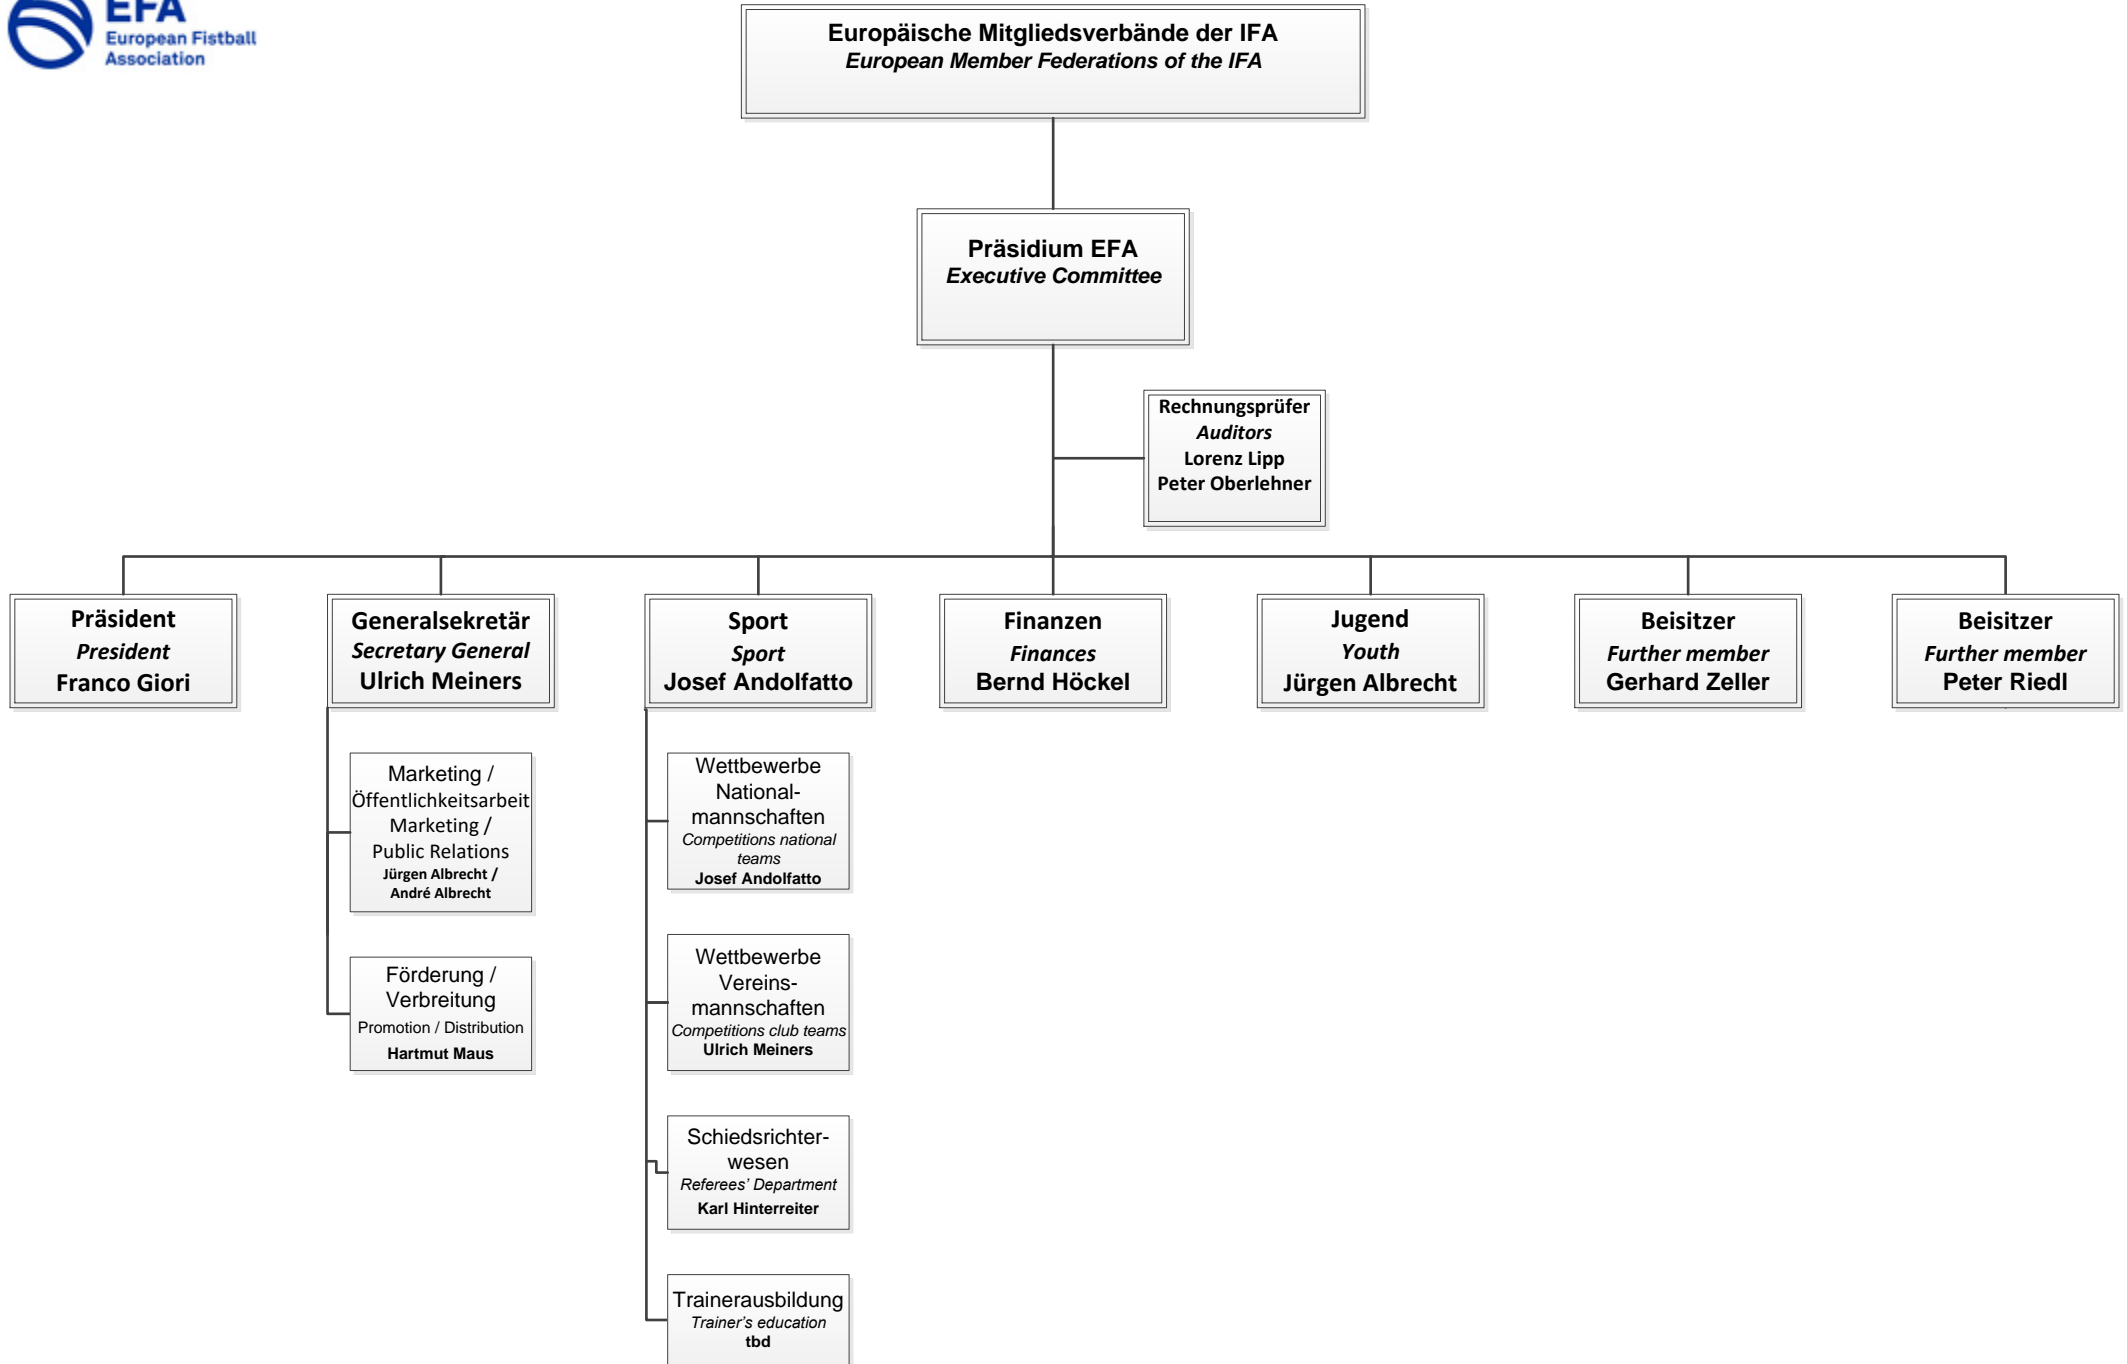 EFA
European Fistball
Association
Europäische Mitgliedsverbände der IFA
European Member Federations of the IFA
Präsidium EFA
Executive Committee
Rechnungsprüfer
Auditors
Lorenz Lipp
Peter Oberlehner
Präsident
President
Franco Giori
Generalsekretär
Secretary General
Ulrich Meiners
Sport
Sport
Josef Andolfatto
Finanzen
Finances
Bernd Höckel
Jugend
Youth
Jürgen Albrecht
Beisitzer
Further member
Gerhard Zeller
Beisitzer
Further member
Peter Riedl
Marketing /
Öffentlichkeitsarbeit
Marketing /
Public Relations
Jürgen Albrecht /
André Albrecht
Förderung /
Verbreitung
Promotion / Distribution
Hartmut Maus
Wettbewerbe
National-
mannschaften
Competitions national
teams
Josef Andolfatto
Wettbewerbe
Vereins-
mannschaften
Competitions club teams
Ulrich Meiners
Schiedsrichter-
wesen
Referees’ Department
Karl Hinterreiter
Trainerausbildung
Trainer’s education
tbd